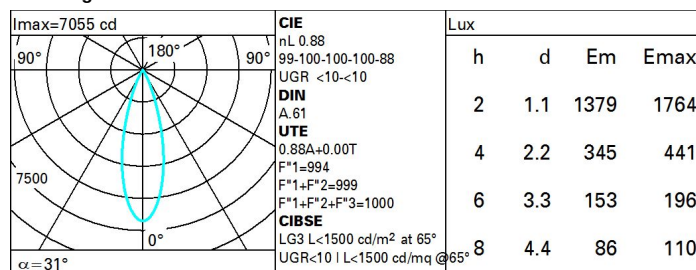 Imax=7055 cd
90° 180° 90°
7500
0°
α=31°
CIE
nL 0.88
99-100-100-100-88
UGR <10-<10
DIN
A.61
UTE
0.88A+0.00T
F"1=994
F"1+F"2=999
F"1+F"2+F"3=1000
CIBSE
LG3 L<1500 cd/m² at 65°
UGR<10 | L<1500 cd/mq @65°
Lux
h d Em Emax
2 1.1 1379 1764
4 2.2 345 441
6 3.3 153 196
8 4.4 86 110